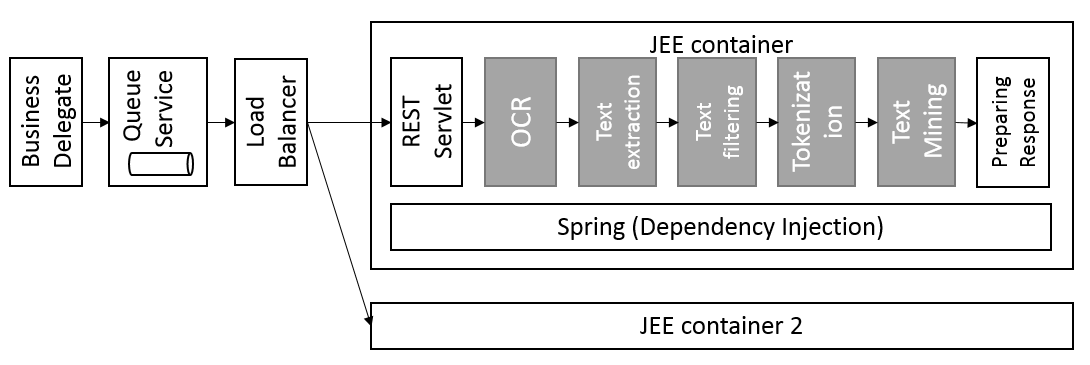 JEE container
Business
Delegate
Queue
Service
Load
Balancer
REST
Servlet
OCR
Text
extraction
Text
filtering
Tokenizat
ion
Text
Mining
Preparing
Response
Spring (Dependency Injection)
JEE container 2